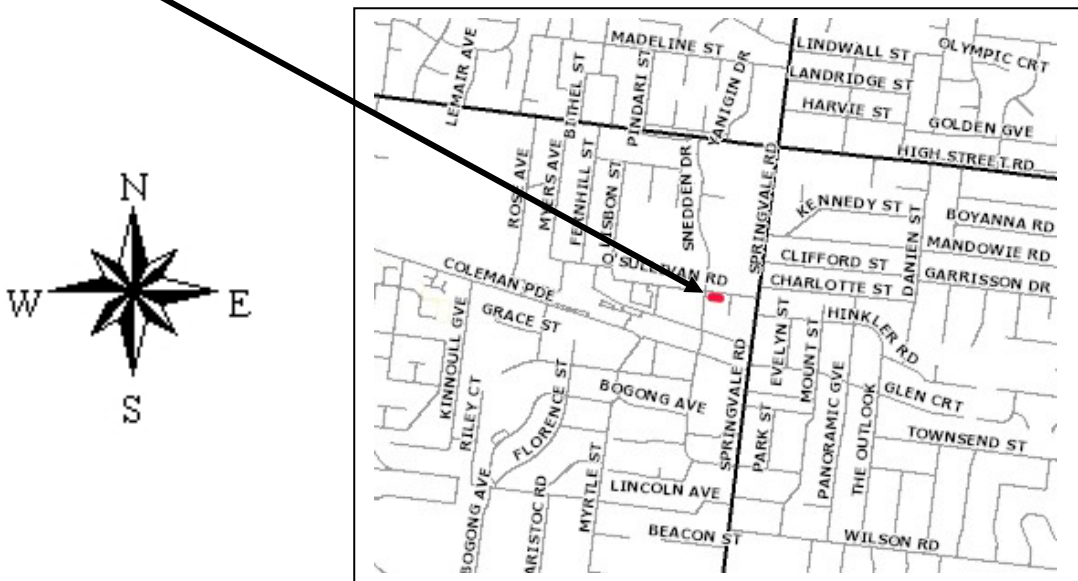 N
W
E
S
LEMAIR AVE
MADELINE ST
BITHEL ST
PINDARI ST
YANIGIN DR
LINDWALL ST
OLYMPIC CRT
LANDRIDGE ST
HARVIE ST
GOLDEN GVE
HIGH STREET RD
ROSE AVE
MYERS AVE
FERNHILL ST
LISBON ST
SNEDDEN DR
SPRINGVALE RD
KENNEDY ST
DANIEN ST
BOYANNA RD
MANDOWIE RD
CLIFFORD ST
GARRISSON DR
CHARLOTTE ST
O'SULLIVAN RD
COLEMAN PDE
GRACE ST
KINNOULL GVE
RILEY CT
FLORENCE ST
BOGONG AVE
SPRINGVALE RD
EVELYN ST
MOUNT ST
HINKLER RD
PARK ST
PANORAMIC GVE
THE OUTLOOK
GLEN CRT
TOWNSEND ST
BOGONG AVE
ARISTOC RD
MYRTLE ST
LINCOLN AVE
BEACON ST
WILSON RD